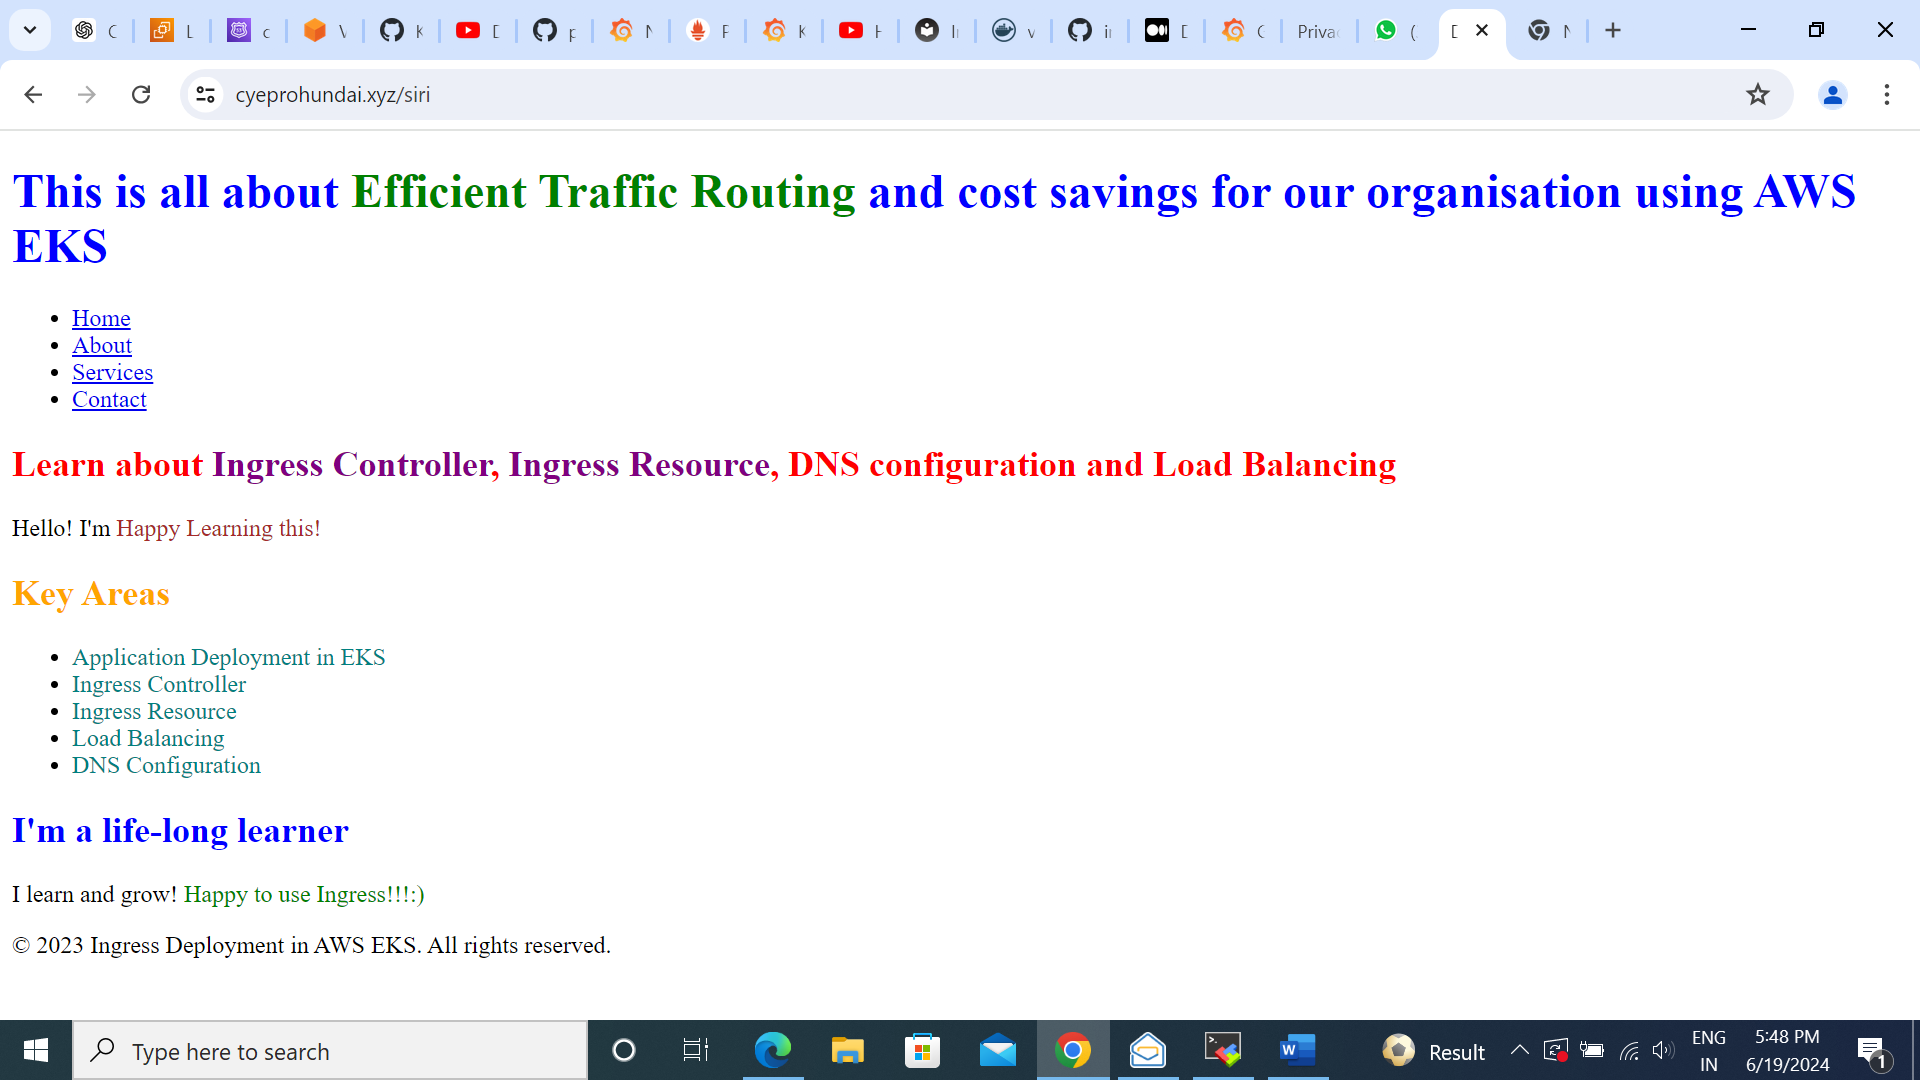 cyeprohundai.xyz/siri
This is all about Efficient Traffic Routing and cost savings for our organisation using AWS
EKS
Home
About
Services
Contact
Learn about Ingress Controller, Ingress Resource, DNS configuration and Load Balancing
Hello! I'm Happy Learning this!
Key Areas
Application Deployment in EKS
Ingress Controller
Ingress Resource
Load Balancing
DNS Configuration
I'm a life-long learner
I learn and grow! Happy to use Ingress!!!:)
© 2023 Ingress Deployment in AWS EKS. All rights reserved.
Type here to search
Result
ENG
IN
5:48 PM
6/19/2024
1